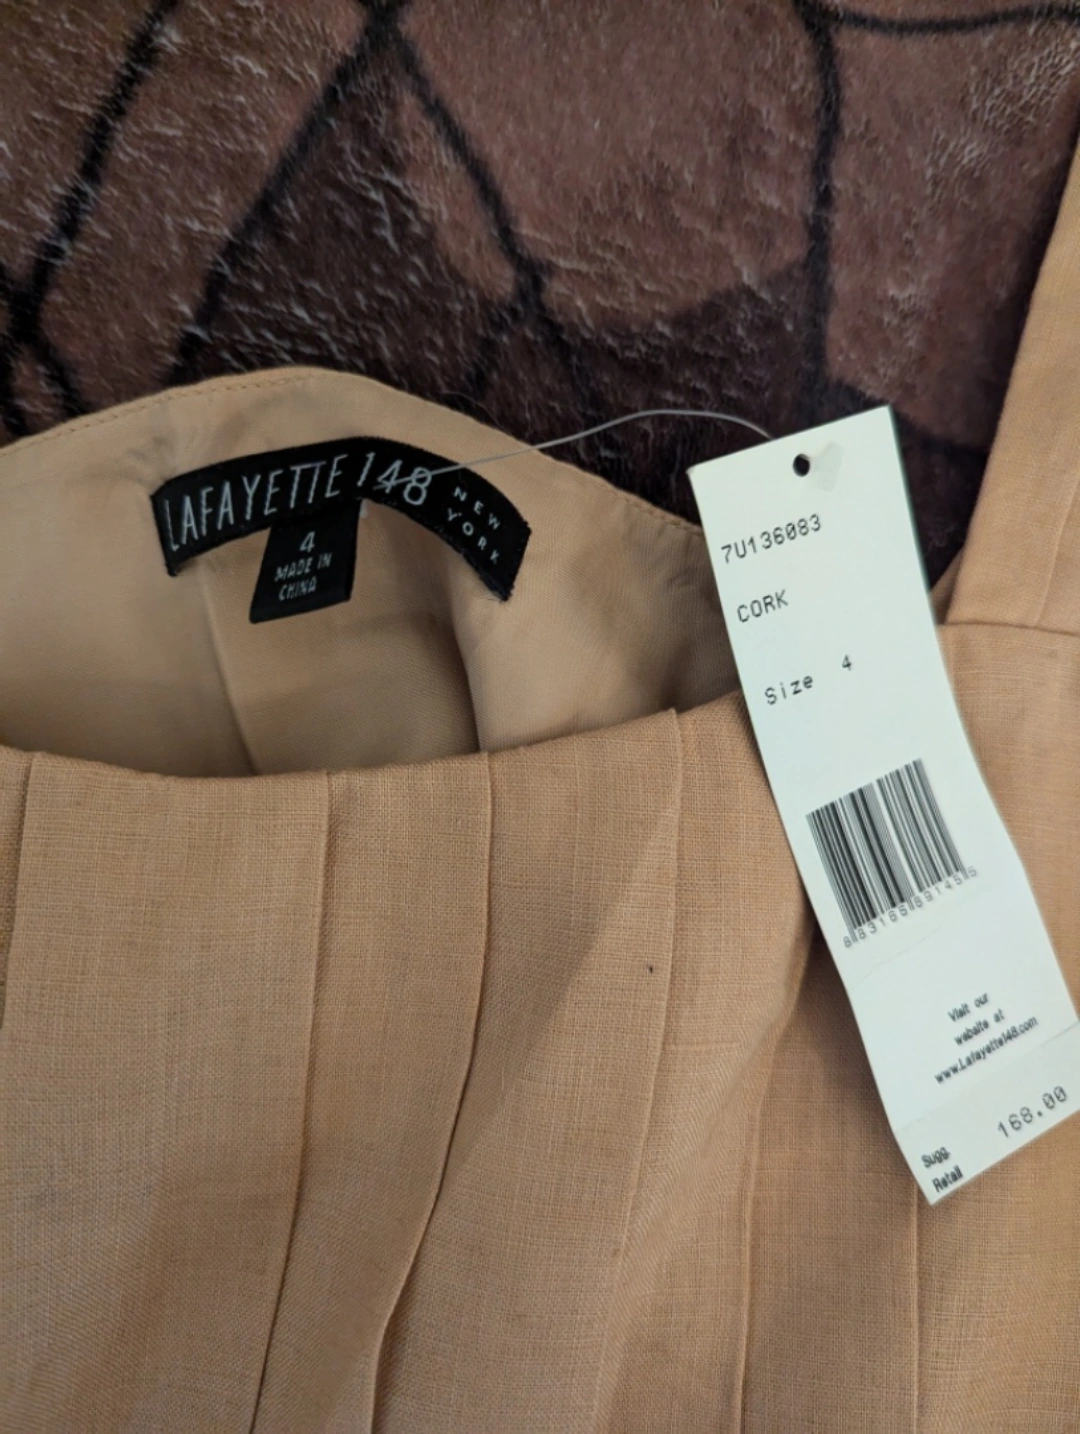 LAFAYETTE 148
NEW
YORK
4
MADE IN
CHINA
7U136083
CORK
Size 4
883166891455
Visit our
website at
www.Lafayette148.com
Sugg.
Retail
168.00